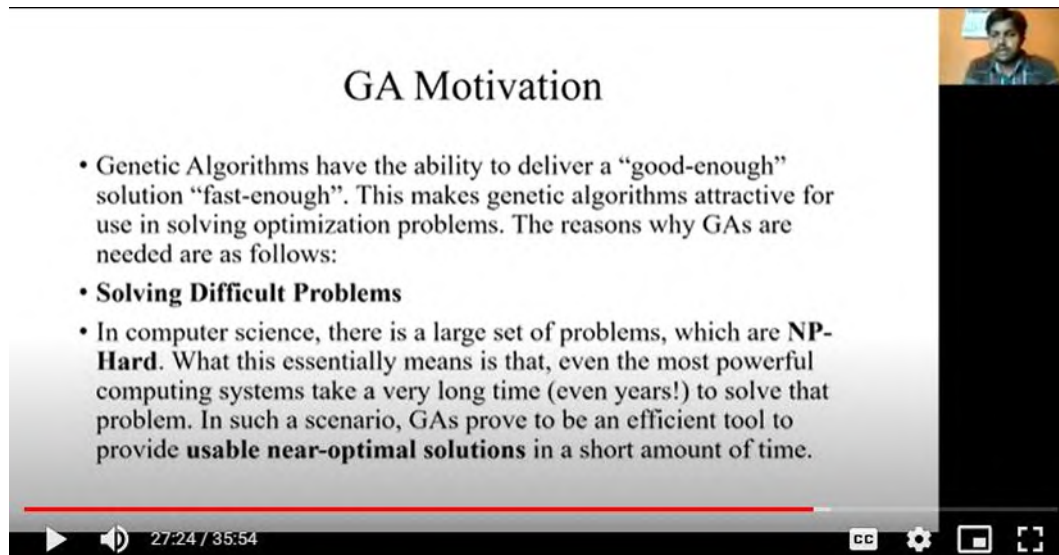 GA Motivation
• Genetic Algorithms have the ability to deliver a “good-enough”
solution “fast-enough”. This makes genetic algorithms attractive for
use in solving optimization problems. The reasons why GAs are
needed are as follows:
• Solving Difficult Problems
• In computer science, there is a large set of problems, which are NP-
Hard. What this essentially means is that, even the most powerful
computing systems take a very long time (even years!) to solve that
problem. In such a scenario, GAs prove to be an efficient tool to
provide usable near-optimal solutions in a short amount of time.
27:24 / 35:54
CC